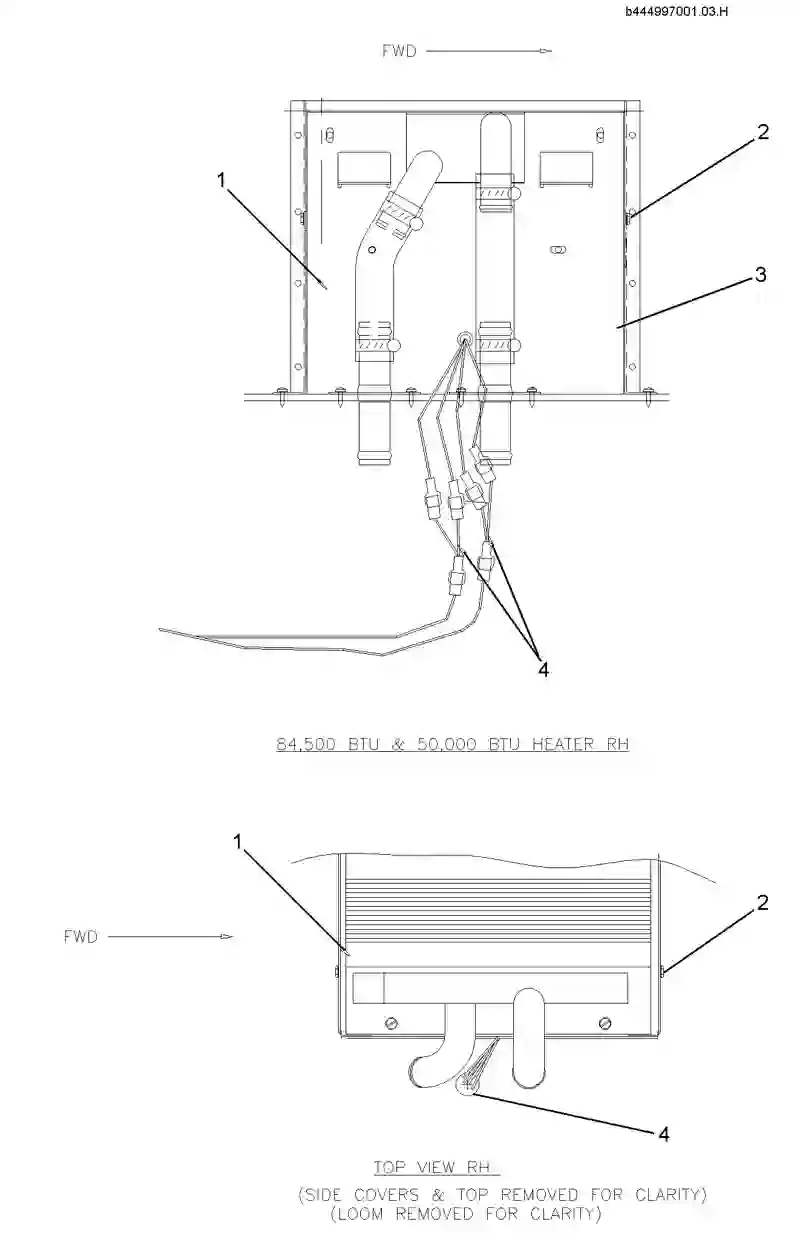 b444997001.03.H
FWD
2
1
3
4
84,500 BTU & 50,000 BTU HEATER RH
1
2
FWD
4
TOP VIEW RH
(SIDE COVERS & TOP REMOVED FOR CLARITY)
(LOOM REMOVED FOR CLARITY)